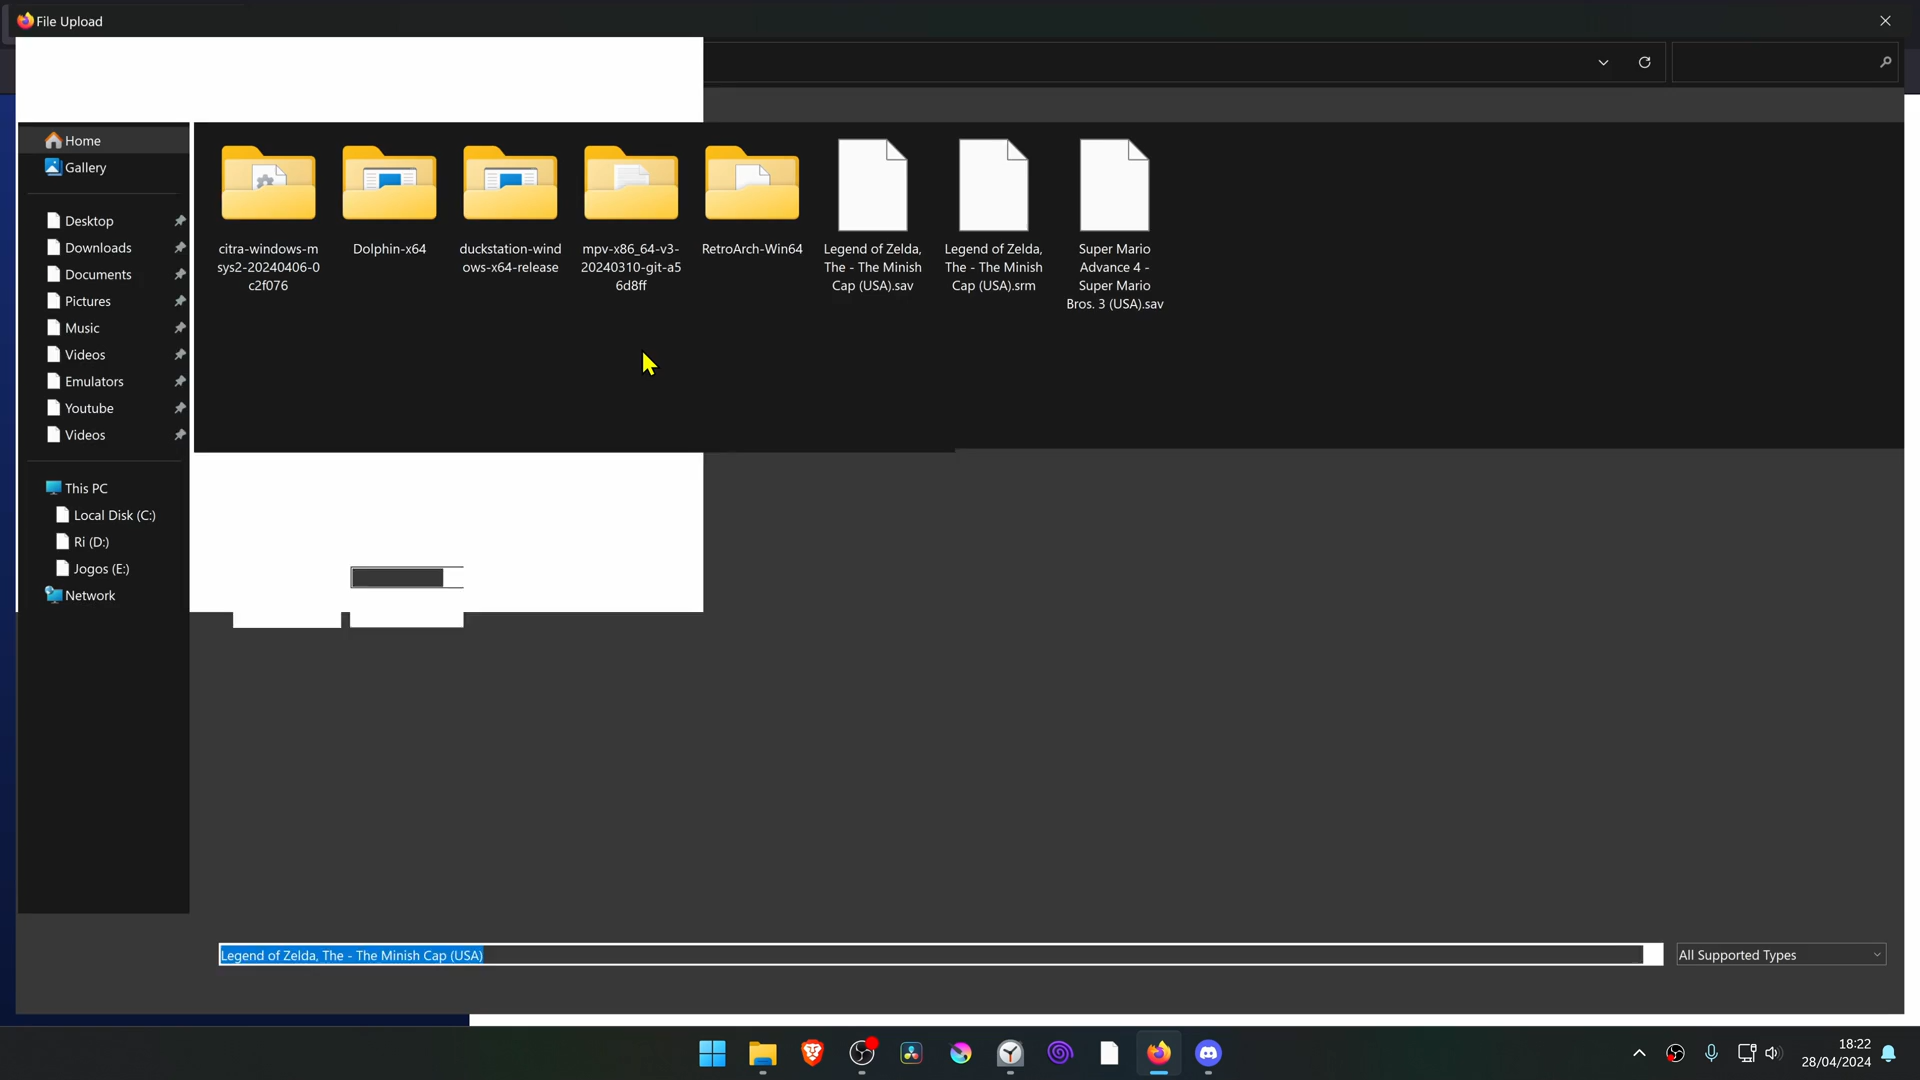 File Upload
Home
Gallery
Desktop
Downloads
Documents
Pictures
Music
Videos
Emulators
Youtube
Videos
This PC
Local Disk (C:)
Ri (D:)
Jogos (E:)
Network
citra-windows-m
sys2-20240406-0
c2f076
Dolphin-x64
duckstation-wind
ows-x64-release
mpv-x86_64-v3-
20240310-git-a5
6d8ff
RetroArch-Win64
Legend of Zelda,
The - The Minish
Cap (USA).sav
Legend of Zelda,
The - The Minish
Cap (USA).srm
Super Mario
Advance 4 -
Super Mario
Bros. 3 (USA).sav
Legend of Zelda, The - The Minish Cap (USA)
All Supported Types
18:22
28/04/2024